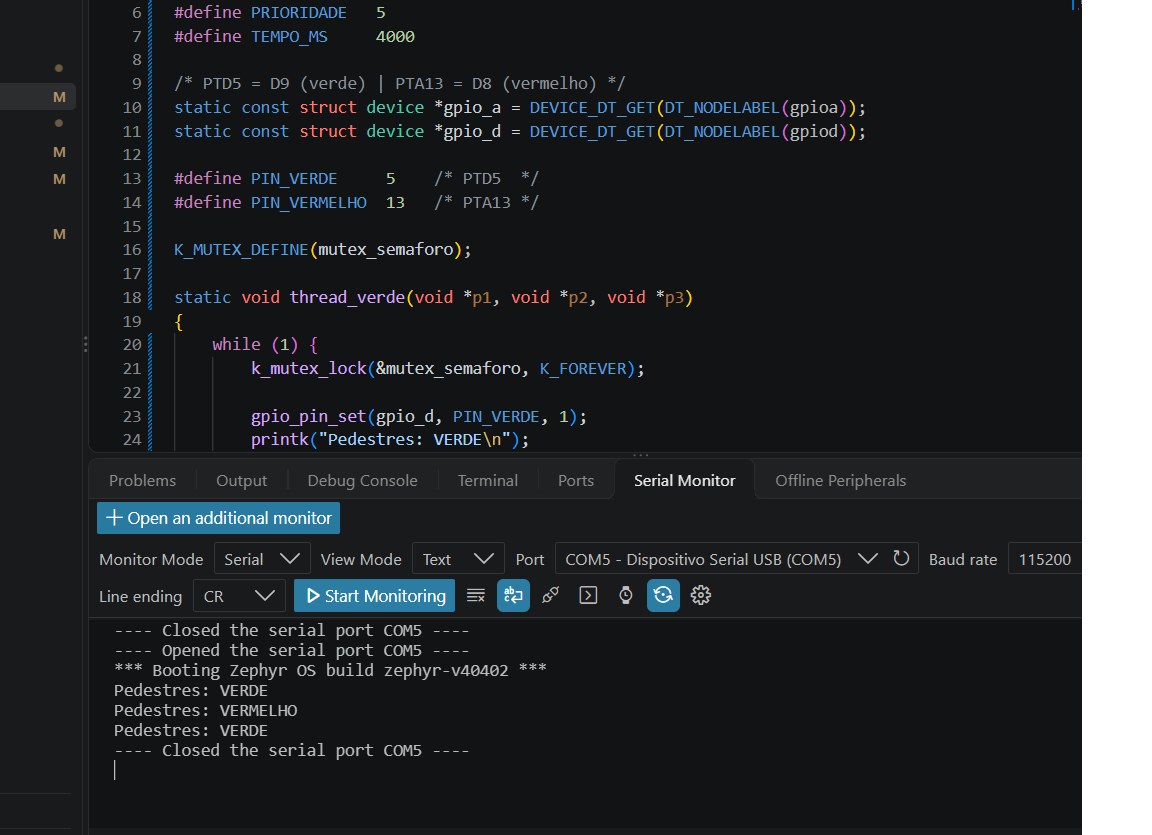 M
M
M
M
6 #define PRIORIDADE 5
7 #define TEMPO_MS 4000
8
9 /* PTD5 = D9 (verde) | PTA13 = D8 (vermelho) */
10 static const struct device *gpio_a = DEVICE_DT_GET(DT_NODELABEL(gpioa));
11 static const struct device *gpio_d = DEVICE_DT_GET(DT_NODELABEL(gpiod));
12
13 #define PIN_VERDE 5 /* PTD5 */
14 #define PIN_VERMELHO 13 /* PTA13 */
15
16 K_MUTEX_DEFINE(mutex_semaforo);
17
18 static void thread_verde(void *p1, void *p2, void *p3)
19 {
20 while (1) {
21 k_mutex_lock(&mutex_semaforo, K_FOREVER);
22
23 gpio_pin_set(gpio_d, PIN_VERDE, 1);
24 printk("Pedestres: VERDE\n");
Problems Output Debug Console Terminal Ports Serial Monitor Offline Peripherals
+ Open an additional monitor
Monitor Mode Serial View Mode Text Port COM5 - Dispositivo Serial USB (COM5) Baud rate 115200
Line ending CR Start Monitoring
---- Closed the serial port COM5 ----
---- Opened the serial port COM5 ----
*** Booting Zephyr OS build zephyr-v40402 ***
Pedestres: VERDE
Pedestres: VERMELHO
Pedestres: VERDE
---- Closed the serial port COM5 ----